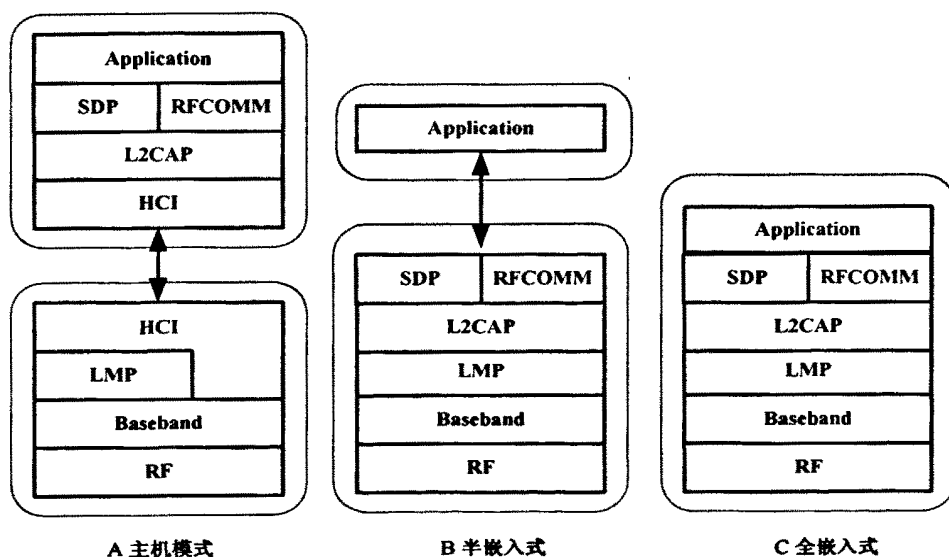 Application
SDP RFCOMM
L2CAP
HCI
HCI
LMP
Baseband
RF
A 主机模式
Application
SDP RFCOMM
L2CAP
LMP
Baseband
RF
B 半嵌入式
Application
SDP RFCOMM
L2CAP
LMP
Baseband
RF
C 全嵌入式